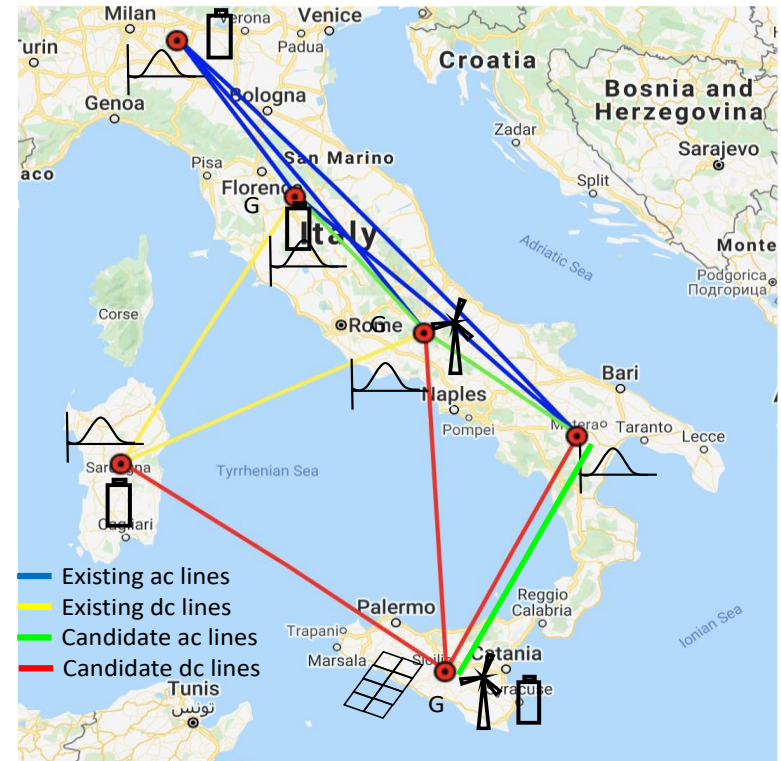 Milan
Verona
Venice
Turin
Padua
Croatia
Genoa
Bologna
Bosnia and
Herzegovina
Zadar
Pisa
San Marino
Sarajevo
aco
Florence
Split
G
Italy
Adriatic Sea
Monte
Podgorica
Подгорица
Corse
Rome
G
Bari
Naples
Pompei
Matera
Taranto
Lecce
Sardegna
Tyrrhenian Sea
Cagliari
Existing ac lines
Existing dc lines
Candidate ac lines
Candidate dc lines
Palermo
Reggio
Calabria
Ionian Sea
Trapani
Marsala
Sicilia
Catania
Syracuse
G
Tunis
تونس